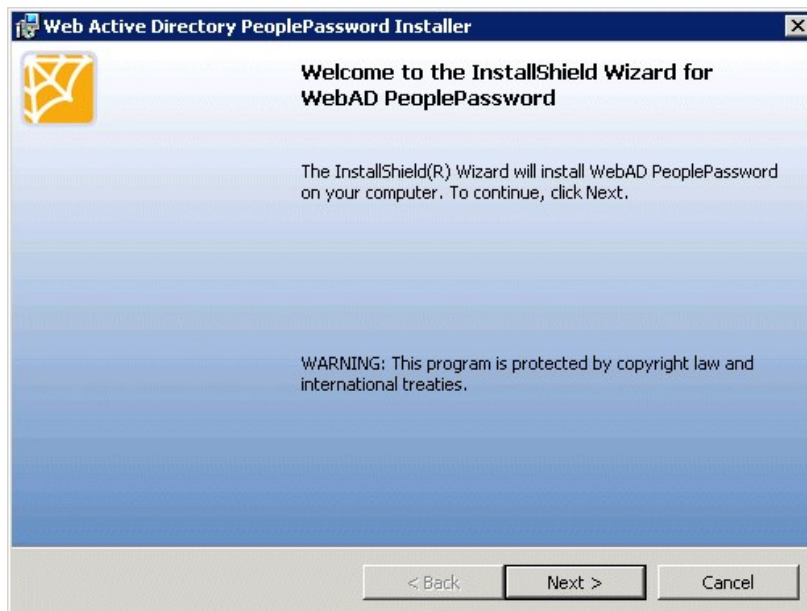 Web Active Directory PeoplePassword Installer
Welcome to the InstallShield Wizard for
WebAD PeoplePassword
The InstallShield(R) Wizard will install WebAD PeoplePassword
on your computer. To continue, click Next.
WARNING: This program is protected by copyright law and
international treaties.
< Back
Next >
Cancel